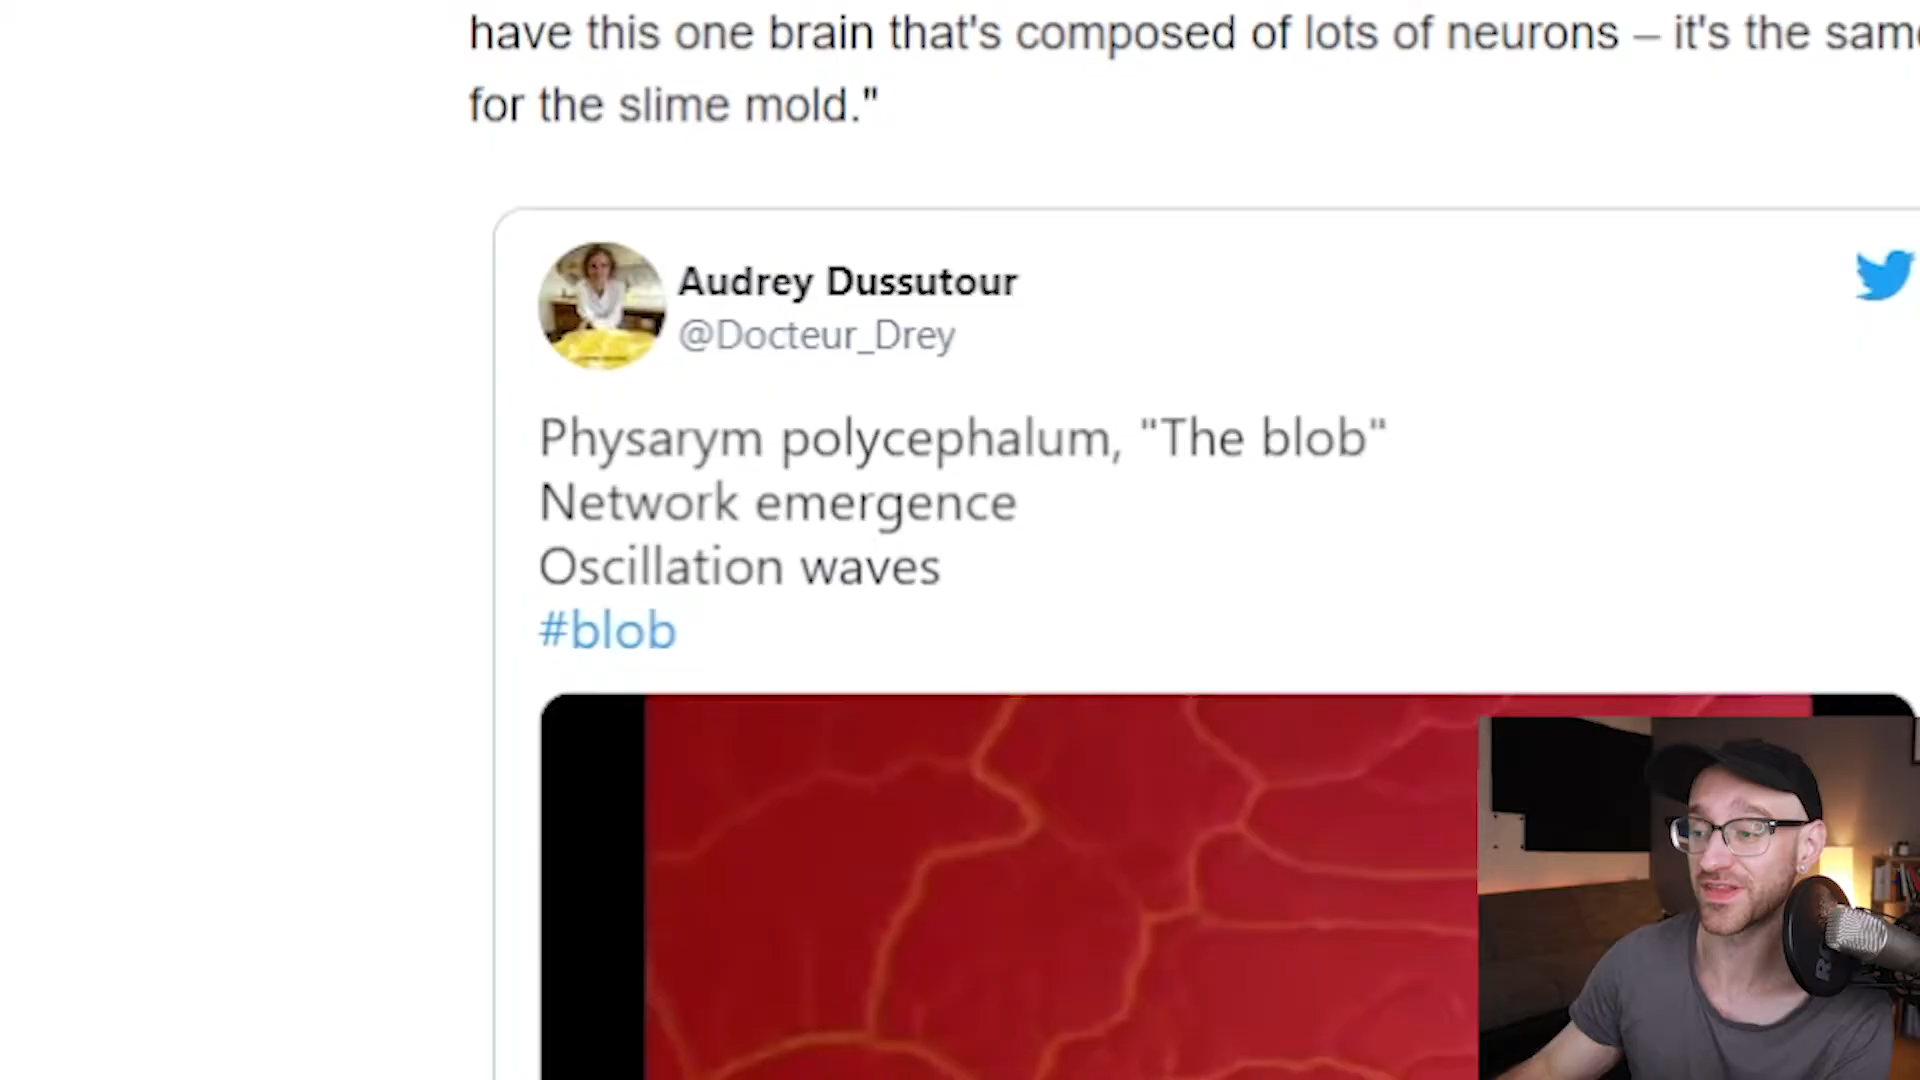 have this one brain that's composed of lots of neurons – it's the sam
for the slime mold."
Audrey Dussutour
@Docteur_Drey
Physarym polycephalum, "The blob"
Network emergence
Oscillation waves
#blob